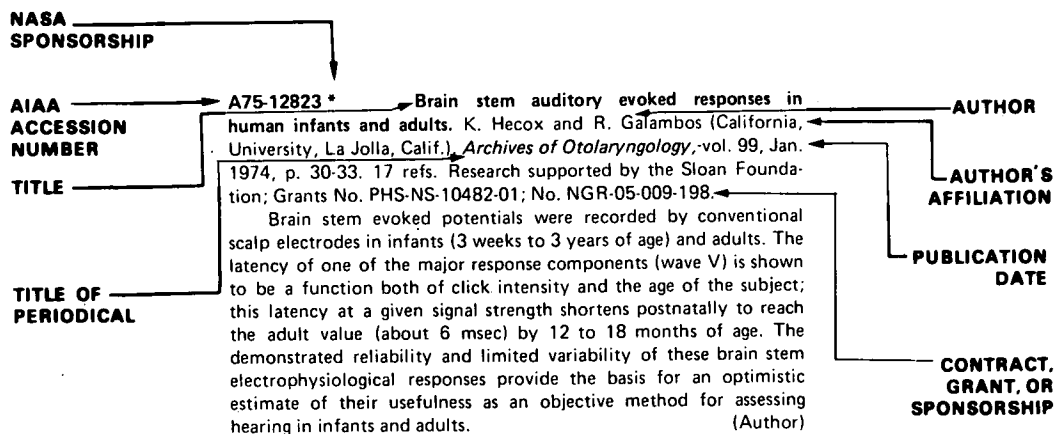 NASA
SPONSORSHIP
AIAA
ACCESSION
NUMBER
TITLE
TITLE OF
PERIODICAL
A75-12823 * Brain stem auditory evoked responses in
human infants and adults. K. Hecox and R. Galambos (California,
University, La Jolla, Calif.). Archives of Otolaryngology,-vol. 99, Jan.
1974, p. 30-33. 17 refs. Research supported by the Sloan Founda-
tion; Grants No. PHS-NS-10482-01; No. NGR-05-009-198.
Brain stem evoked potentials were recorded by conventional
scalp electrodes in infants (3 weeks to 3 years of age) and adults. The
latency of one of the major response components (wave V) is shown
to be a function both of click intensity and the age of the subject;
this latency at a given signal strength shortens postnatally to reach
the adult value (about 6 msec) by 12 to 18 months of age. The
demonstrated reliability and limited variability of these brain stem
electrophysiological responses provide the basis for an optimistic
estimate of their usefulness as an objective method for assessing
hearing in infants and adults. (Author)
AUTHOR
AUTHOR'S
AFFILIATION
PUBLICATION
DATE
CONTRACT,
GRANT, OR
SPONSORSHIP